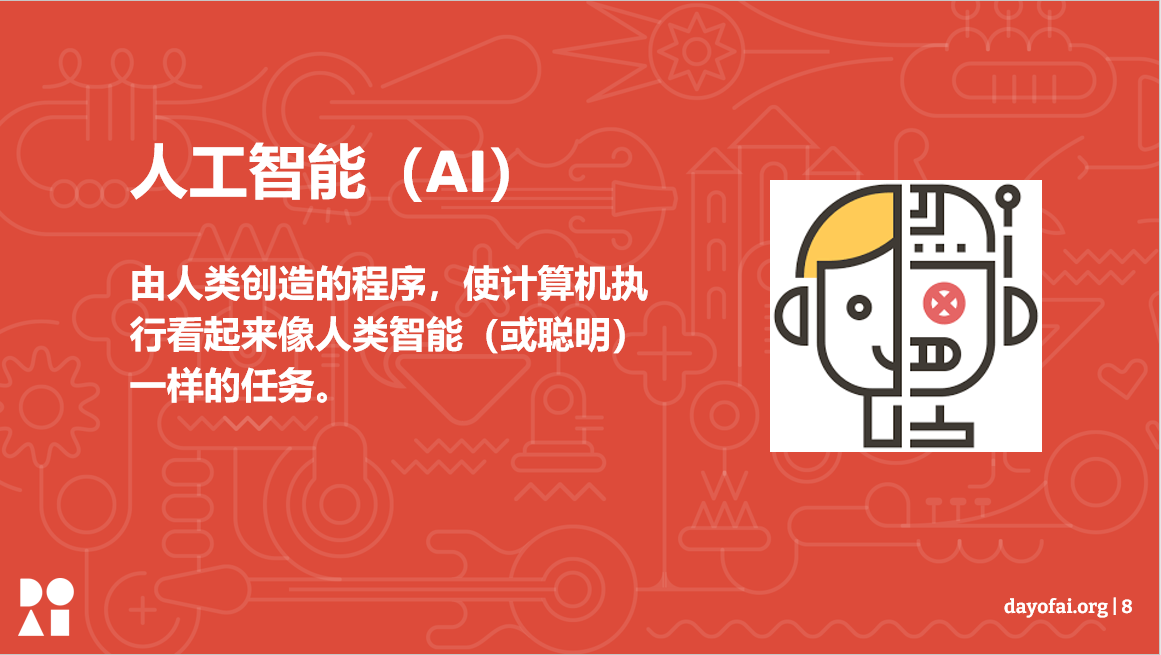 人工智能（AI）
由人类创造的程序，使计算机执
行看起来像人类智能（或聪明）
一样的任务。
DOAI
dayofai.org | 8